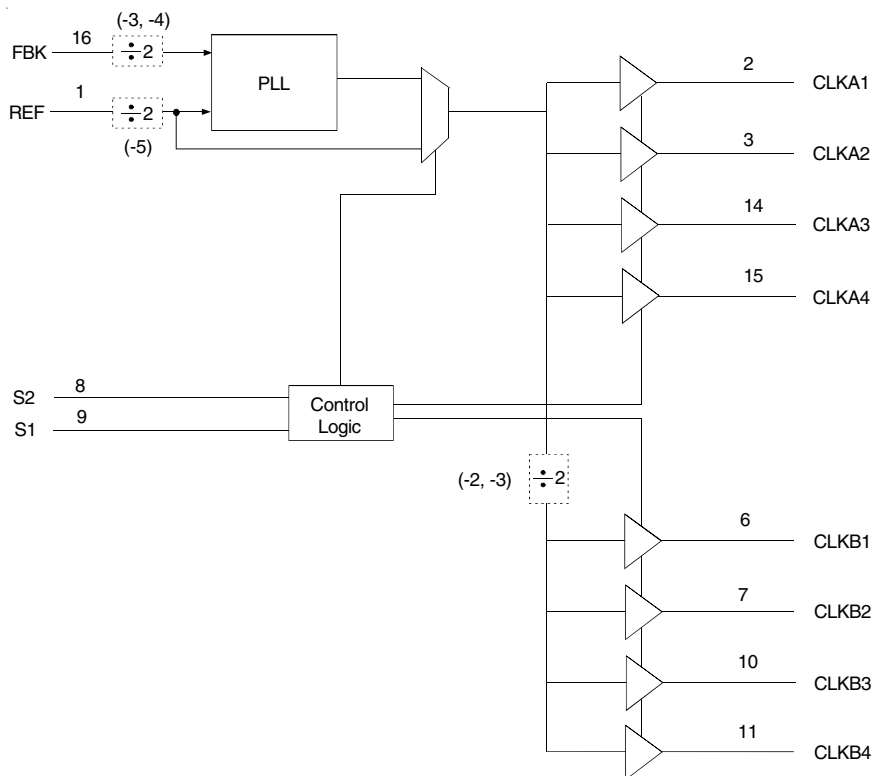 (-3, -4)
FBK 16 ÷2
PLL
REF 1 ÷2
(-5)
2 CLKA1
3 CLKA2
14 CLKA3
15 CLKA4
S2 8
S1 9
Control
Logic
(-2, -3) ÷2
6 CLKB1
7 CLKB2
10 CLKB3
11 CLKB4